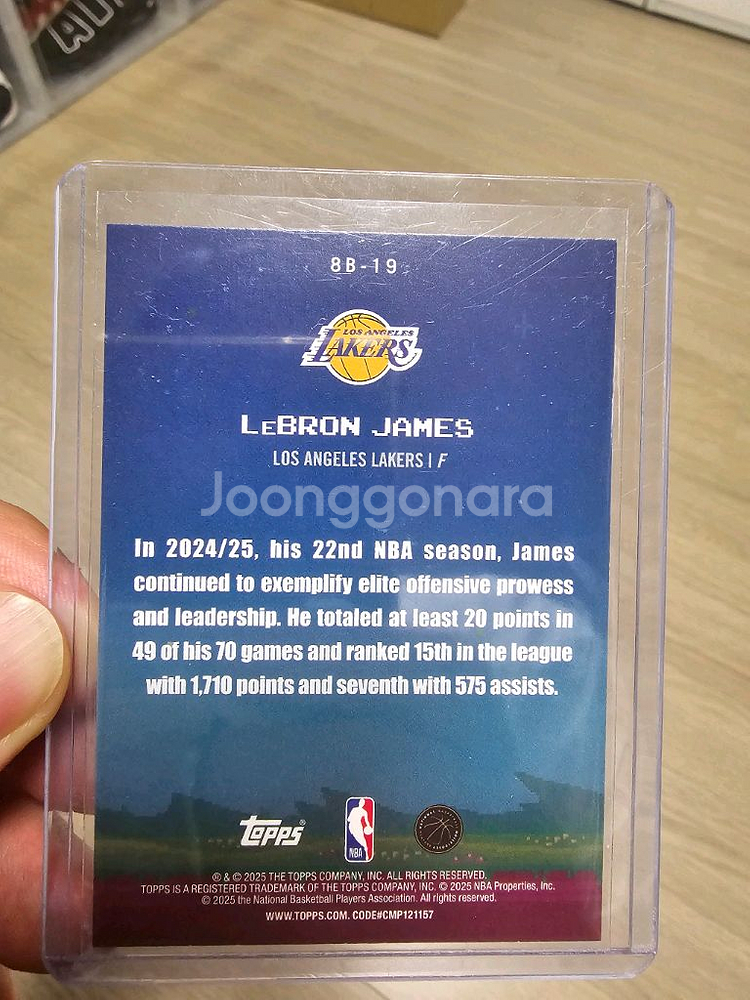 8B-19
LOS ANGELES
LAKERS
LeBRON JAMES
LOS ANGELES LAKERS | F
Joonggonara
In 2024/25, his 22nd NBA season, James
continued to exemplify elite offensive prowess
and leadership. He totaled at least 20 points in
49 of his 70 games and ranked 15th in the league
with 1,710 points and seventh with 575 assists.
Topps
NBA
® & © 2025 THE TOPPS COMPANY, INC. ALL RIGHTS RESERVED.
TOPPS IS A REGISTERED TRADEMARK OF THE TOPPS COMPANY, INC. © 2025 NBA Properties, Inc.
© 2025 the National Basketball Players Association. All rights reserved.
WWW.TOPPS.COM. CODE#CMP121157